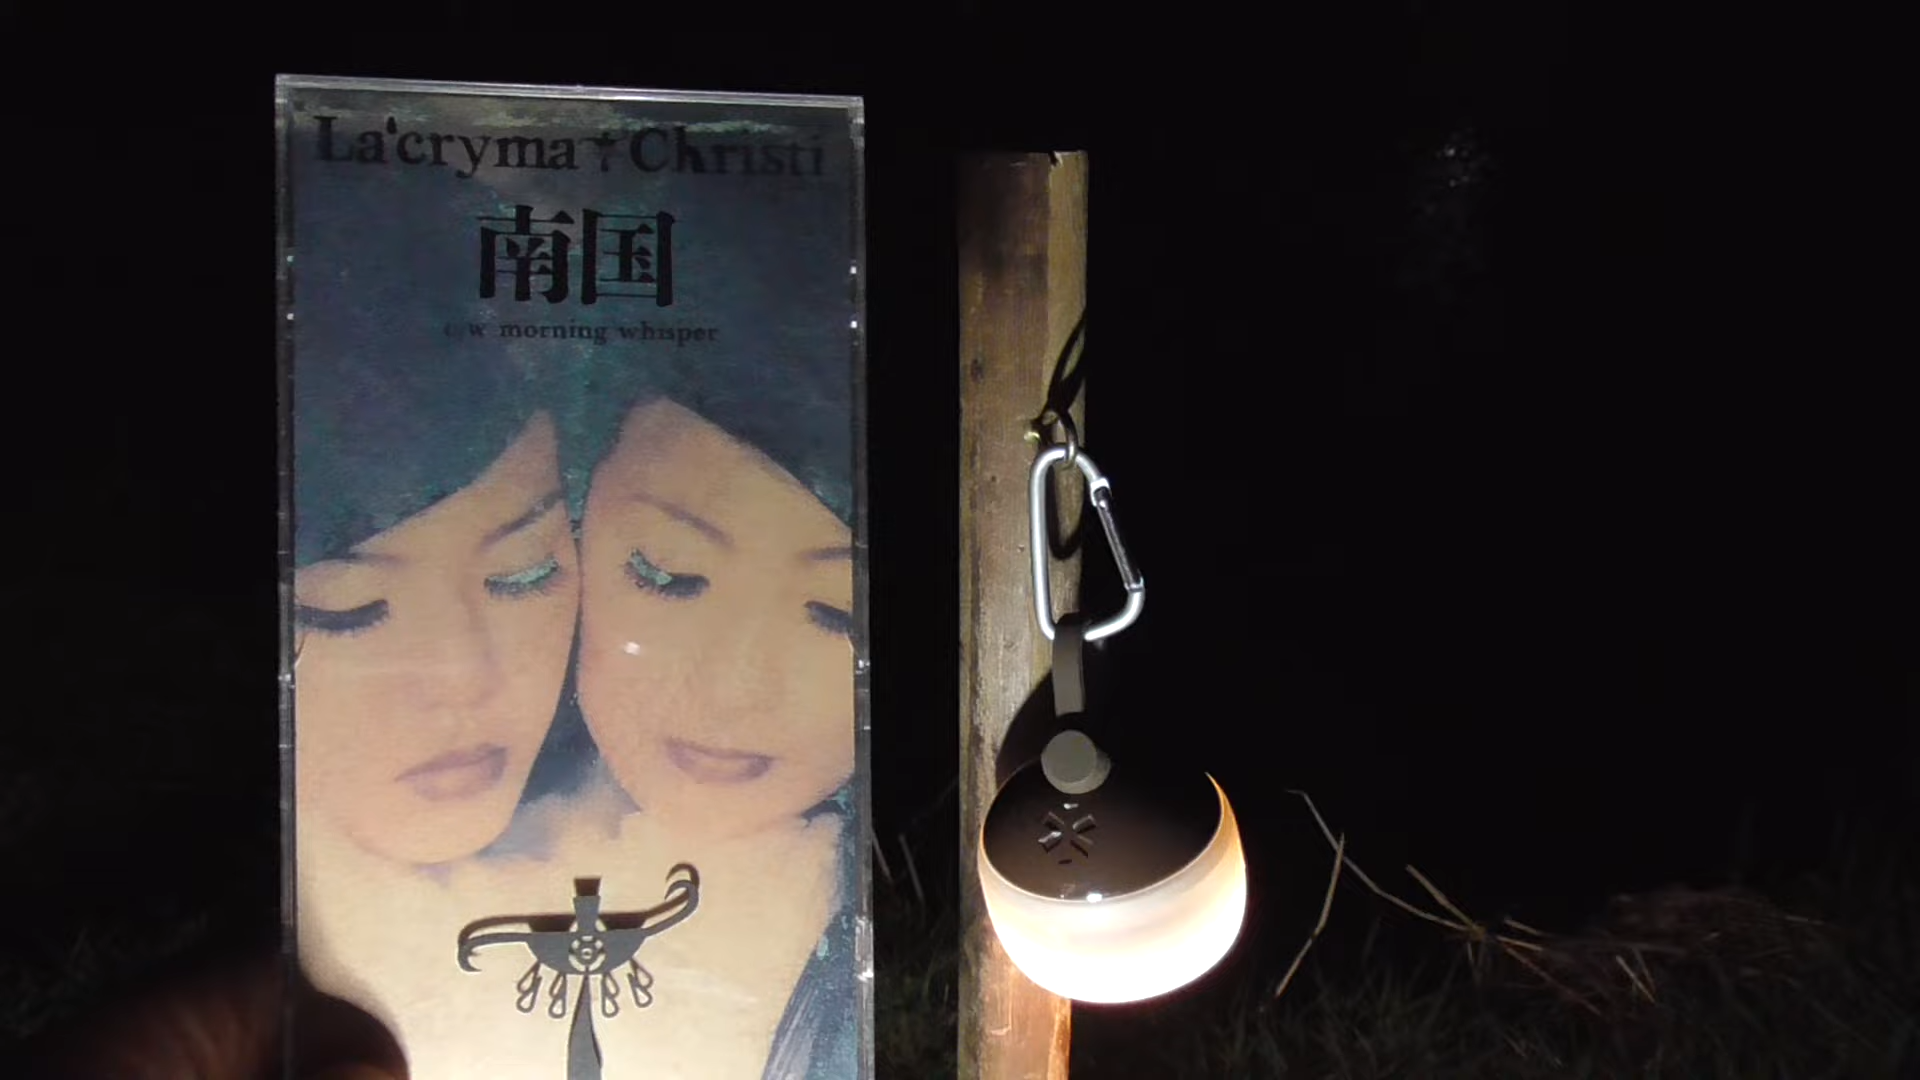 La'cryma † Christi
南国
c/w morning whisper